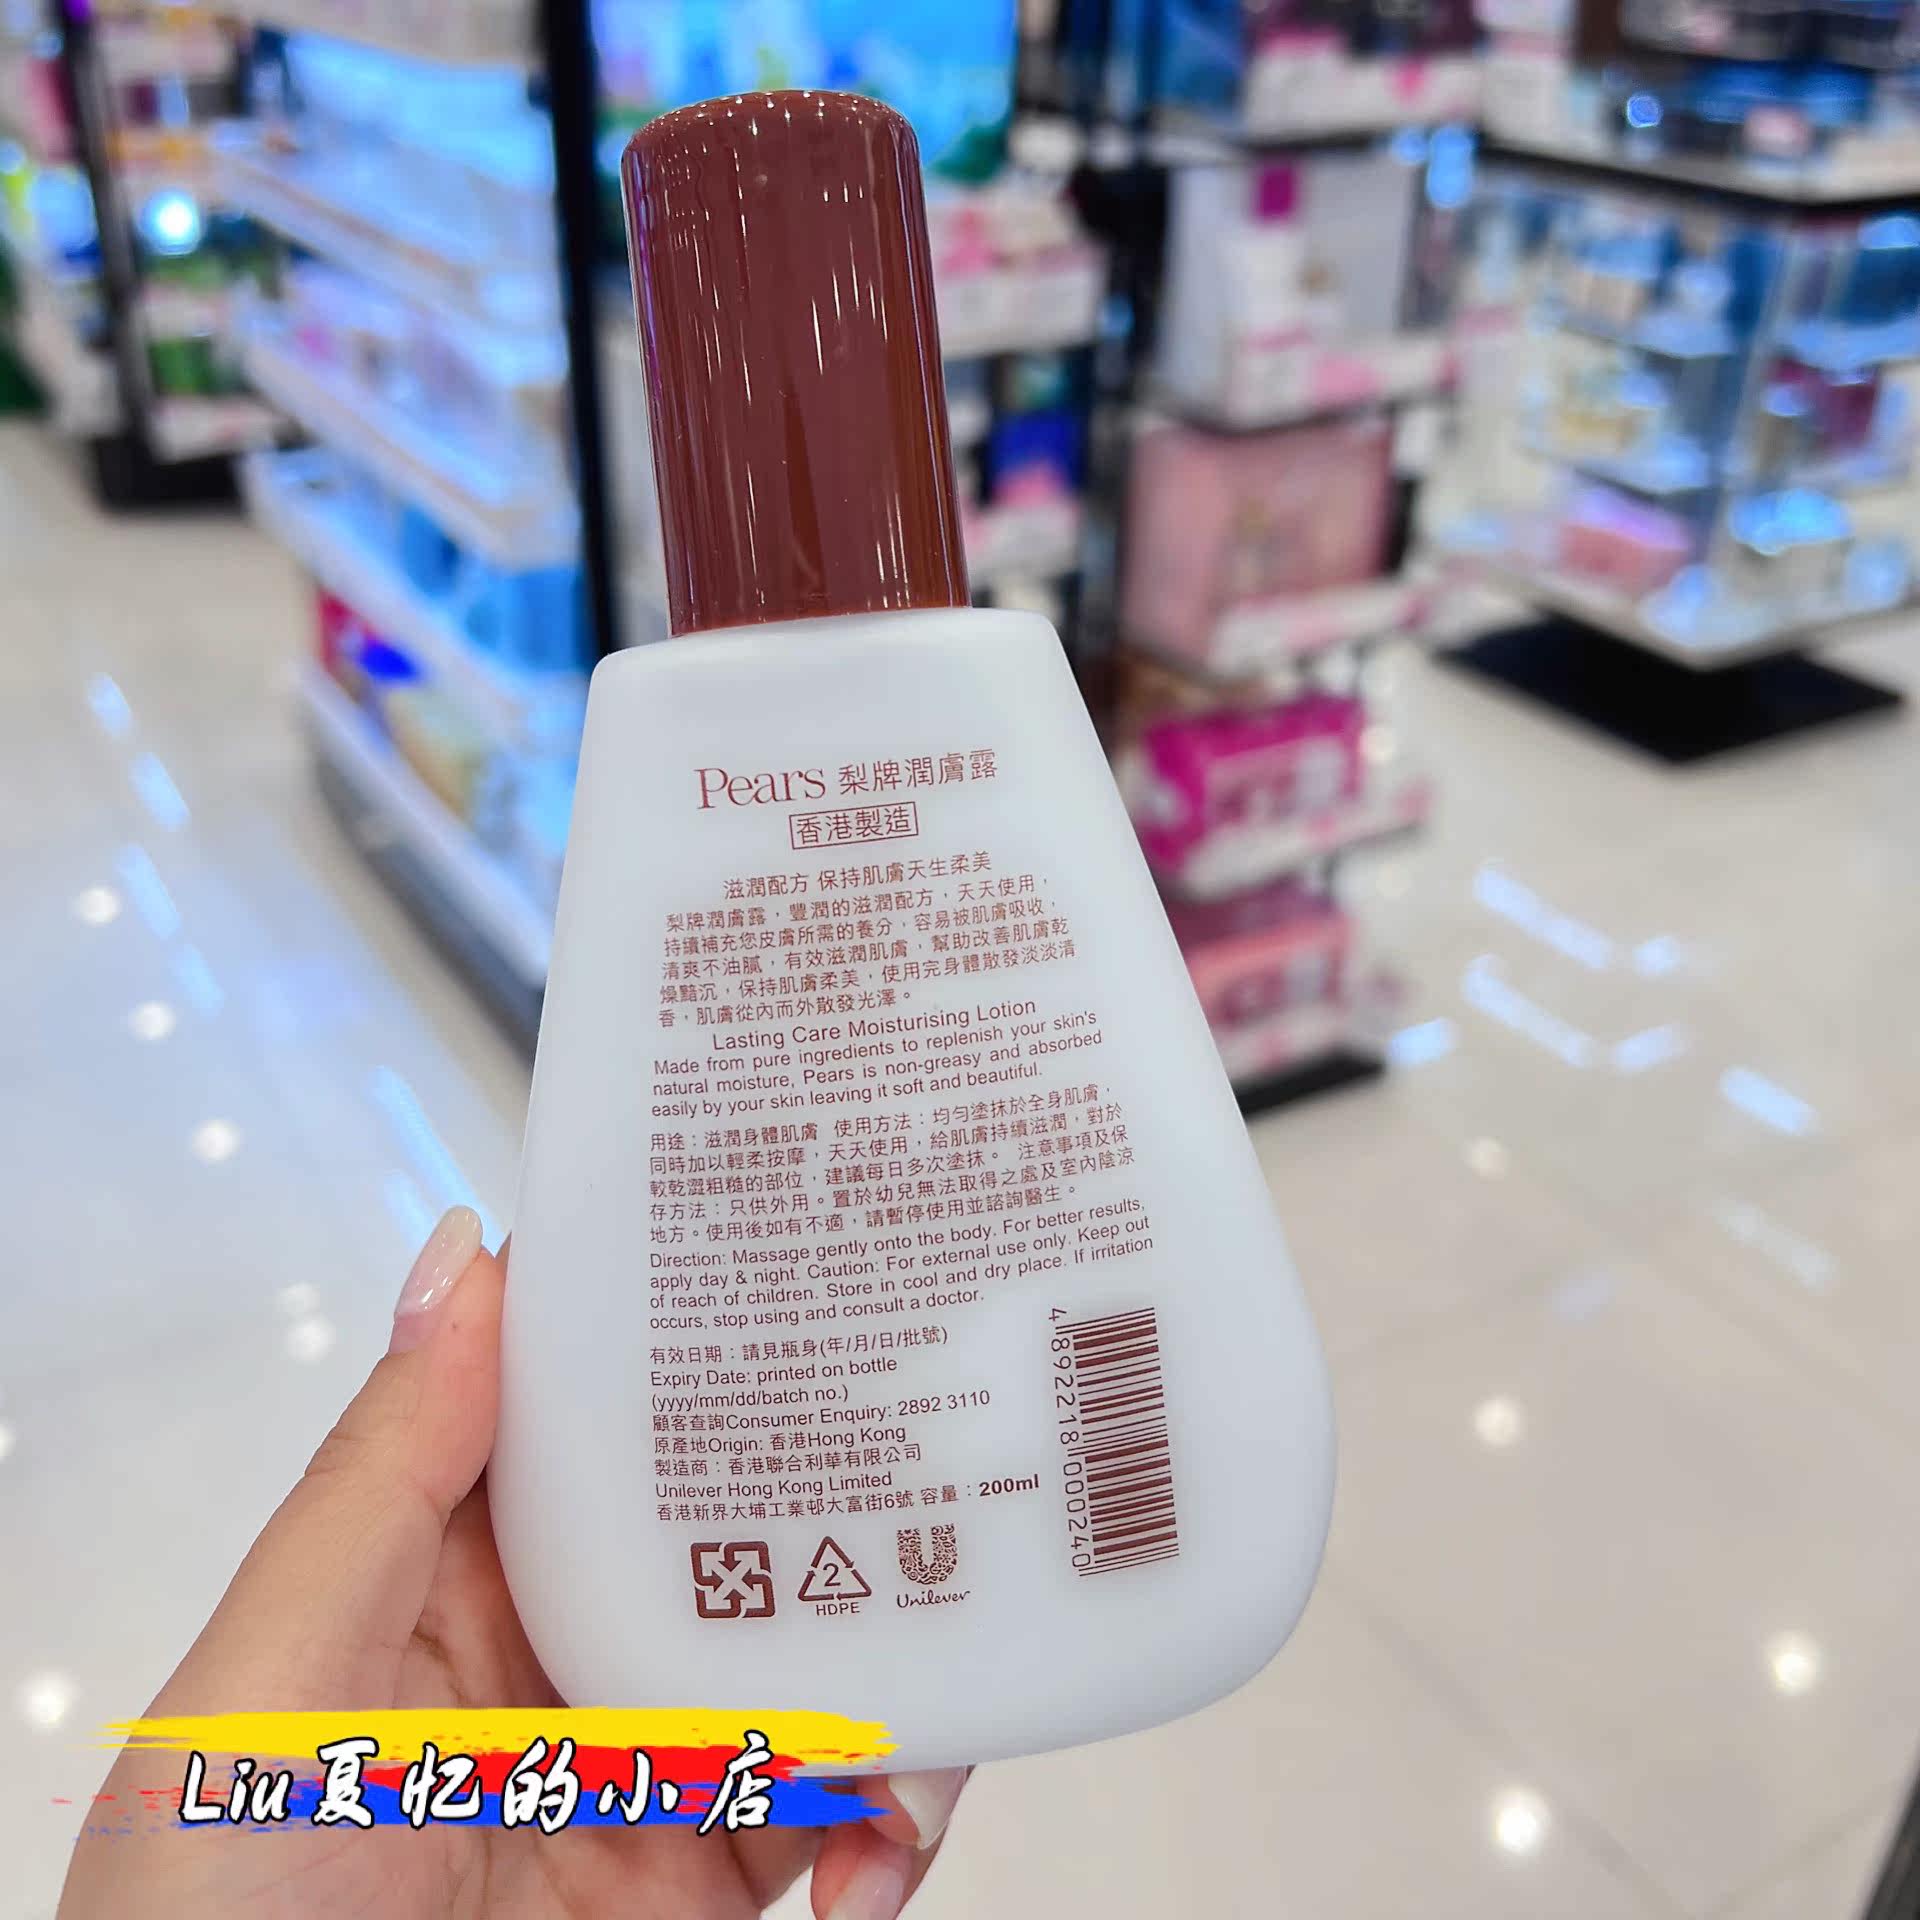 Pears 梨牌潤膚露
香港製造
滋潤配方 保持肌膚天生柔美
梨牌潤膚露，豐潤的滋潤配方，天天使用，
持續補充您皮膚所需的養分，容易被肌膚吸收，
清爽不油膩，有效滋潤肌膚，幫助改善肌膚乾
燥黯沉，保持肌膚柔美，使用完身體散發淡淡清
香，肌膚從內而外散發光澤。
Lasting Care Moisturising Lotion
Made from pure ingredients to replenish your skin's
natural moisture, Pears is non-greasy and absorbed
easily by your skin leaving it soft and beautiful.
用途：滋潤身體肌膚 使用方法：均勻塗抹於全身肌膚，
同時加以輕柔按摩，天天使用，給肌膚持續滋潤，對於
較乾澀粗糙的部位，建議每日多次塗抹。 注意事項及保
存方法：只供外用。置於幼兒無法取得之處及室內陰涼
地方。使用後如有不適，請暫停使用並諮詢醫生。
Direction: Massage gently onto the body. For better results,
apply day & night. Caution: For external use only. Keep out
of reach of children. Store in cool and dry place. If irritation
occurs, stop using and consult a doctor.
有效日期：請見瓶身(年/月/日/批號)
Expiry Date: printed on bottle
(yyyy/mm/dd/batch no.)
顧客查詢Consumer Enquiry: 2892 3110
原產地Origin: 香港Hong Kong
製造商：香港聯合利華有限公司
Unilever Hong Kong Limited
香港新界大埔工業邨大富街6號 容量：200ml
4 892218 000240
2
HDPE
Unilever
Liu夏忆的小店